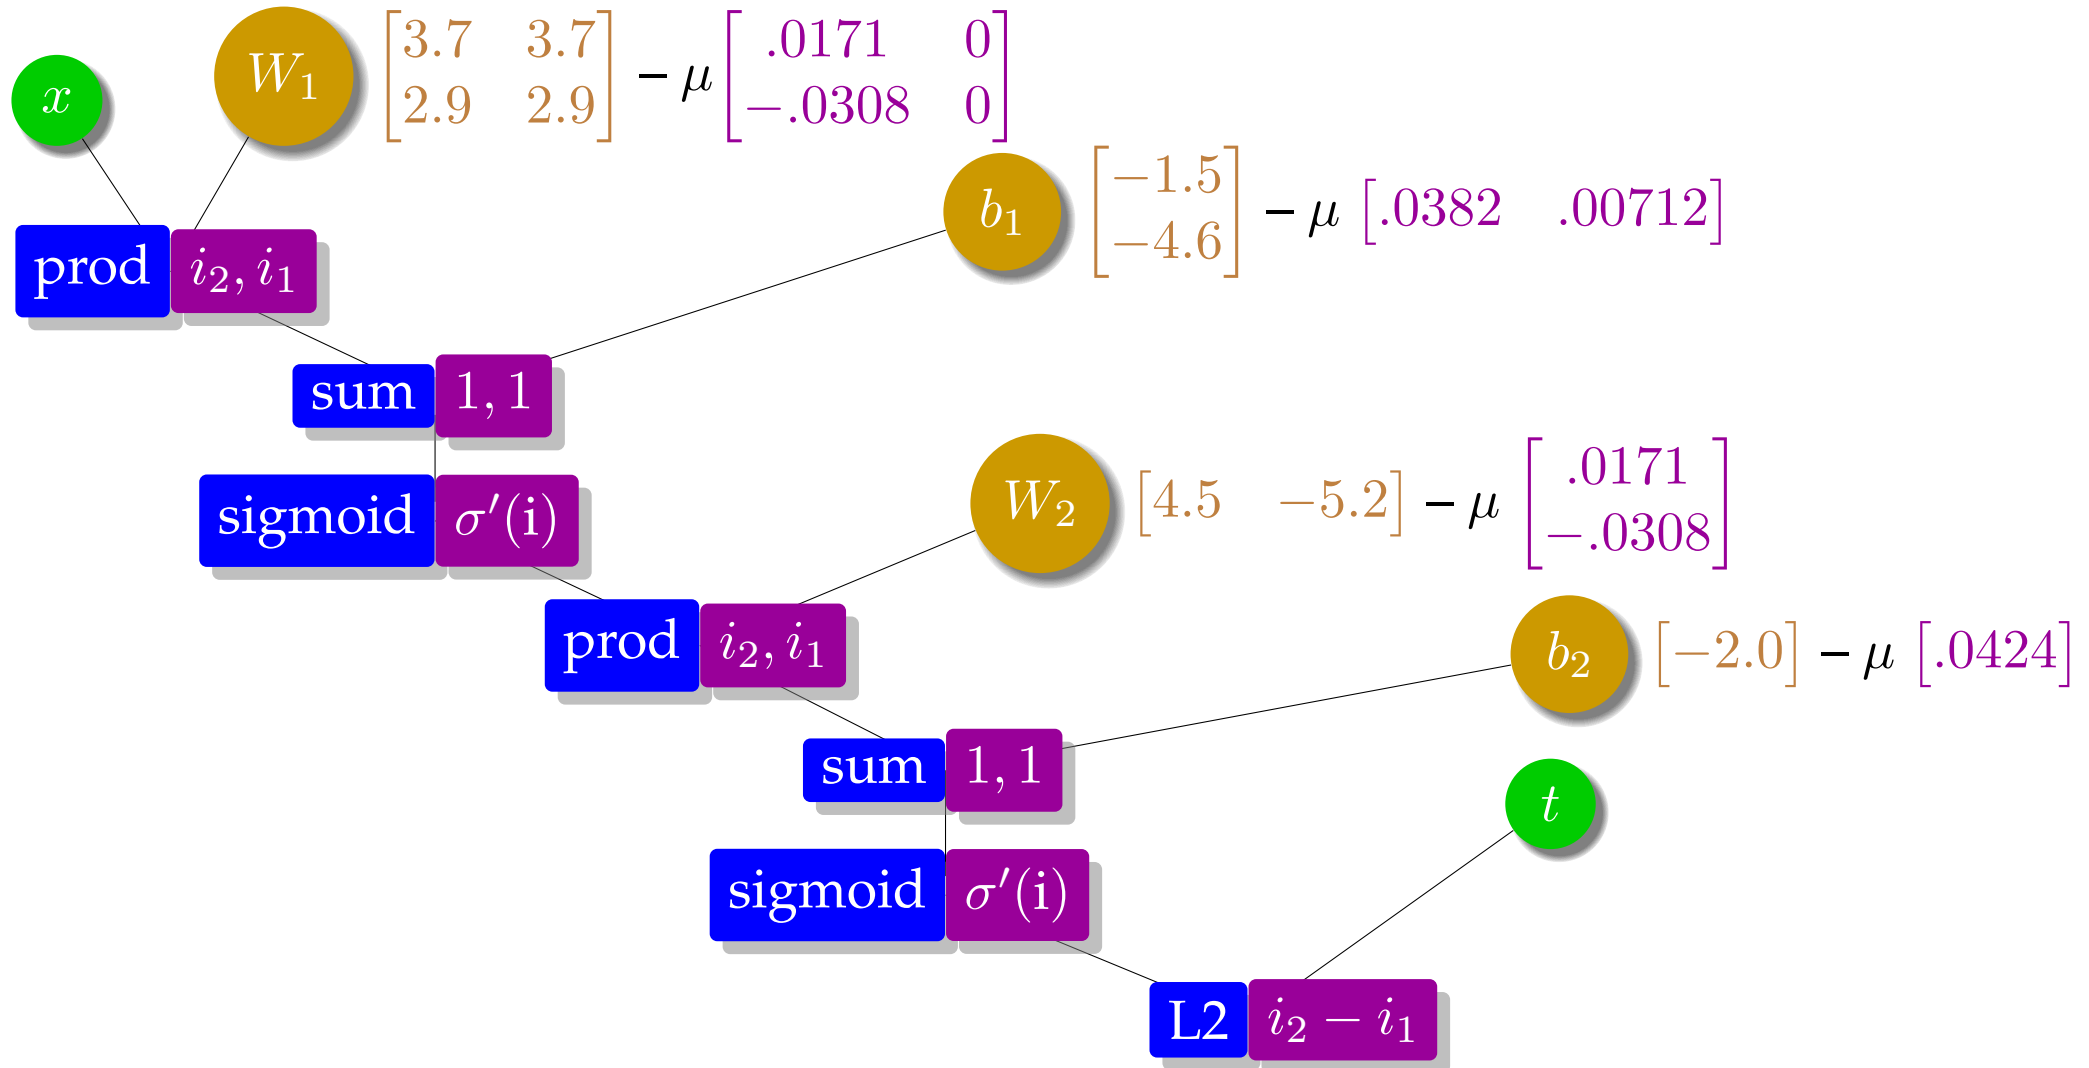 x
W₁ [3.7 3.7; 2.9 2.9] − μ [.0171 0; −.0308 0]
b₁ [−1.5; −4.6] − μ [.0382 .00712]
prod i₂, i₁
sum 1, 1
W₂ [4.5 −5.2] − μ [.0171; −.0308]
sigmoid σ′(i)
prod i₂, i₁
b₂ [−2.0] − μ [.0424]
sum 1, 1
t
sigmoid σ′(i)
L2 i₂ − i₁